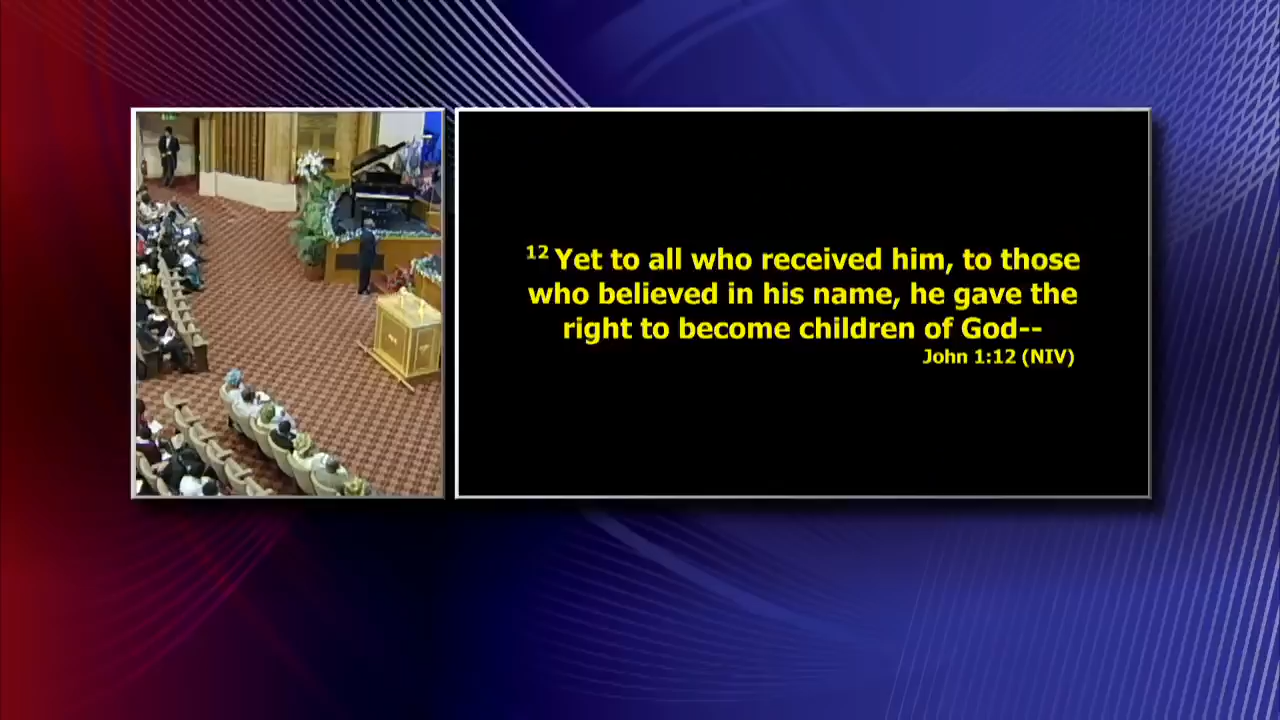 12 Yet to all who received him, to those
who believed in his name, he gave the
right to become children of God--
John 1:12 (NIV)